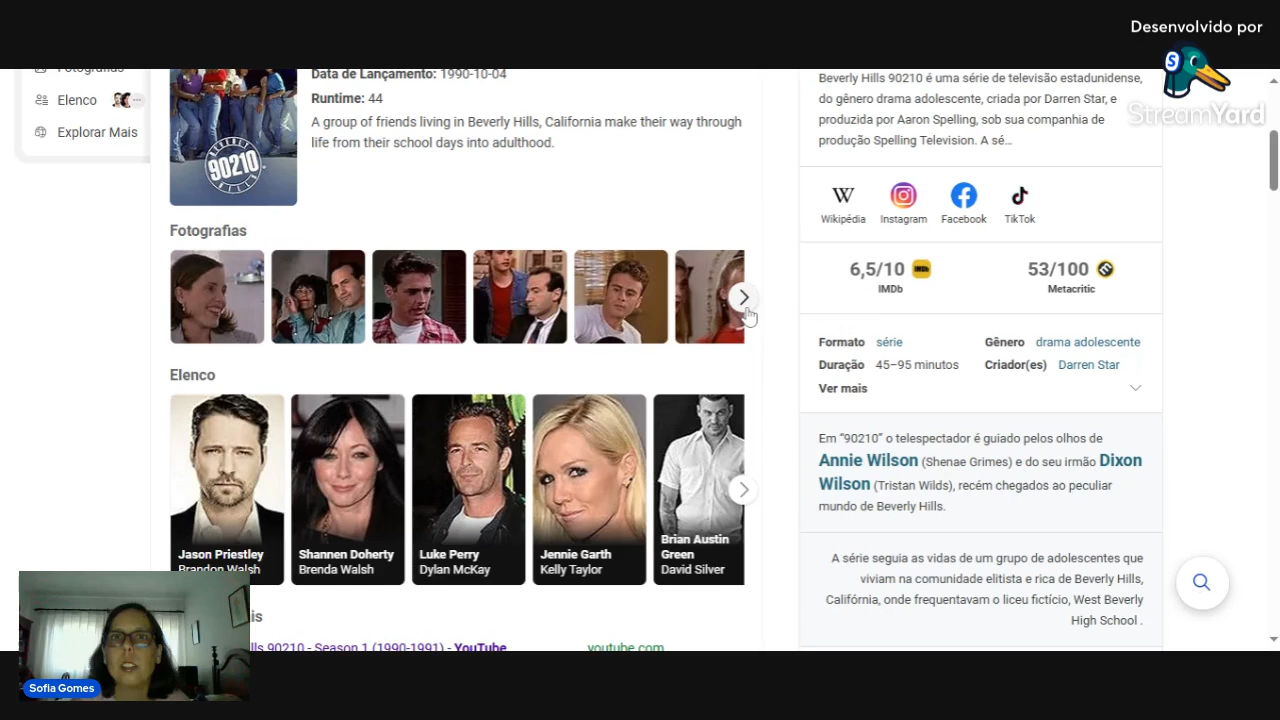 Desenvolvido por
StreamYard
Fotografias
Elenco
Explorar Mais
BEVERLY
90210
HILLS
Data de Lançamento: 1990-10-04
Runtime: 44
A group of friends living in Beverly Hills, California make their way through
life from their school days into adulthood.
Fotografias
Elenco
Jason Priestley
Brandon Walsh
Shannen Doherty
Brenda Walsh
Luke Perry
Dylan McKay
Jennie Garth
Kelly Taylor
Brian Austin
Green
David Silver
90210 - Season 1 (1990-1991) - YouTube
youtube.com
Beverly Hills 90210 é uma série de televisão estadunidense,
do gênero drama adolescente, criada por Darren Star, e
produzida por Aaron Spelling, sob sua companhia de
produção Spelling Television. A sé…
Wikipédia
Instagram
Facebook
TikTok
6,5/10 IMDb
IMDb
53/100
Metacritic
Formato série
Gênero drama adolescente
Duração 45–95 minutos
Criador(es) Darren Star
Ver mais
Em “90210” o telespectador é guiado pelos olhos de
Annie Wilson (Shenae Grimes) e do seu irmão Dixon
Wilson (Tristan Wilds), recém chegados ao peculiar
mundo de Beverly Hills.
A série seguia as vidas de um grupo de adolescentes que
viviam na comunidade elitista e rica de Beverly Hills,
Califórnia, onde frequentavam o liceu fictício, West Beverly
High School .
Sofia Gomes